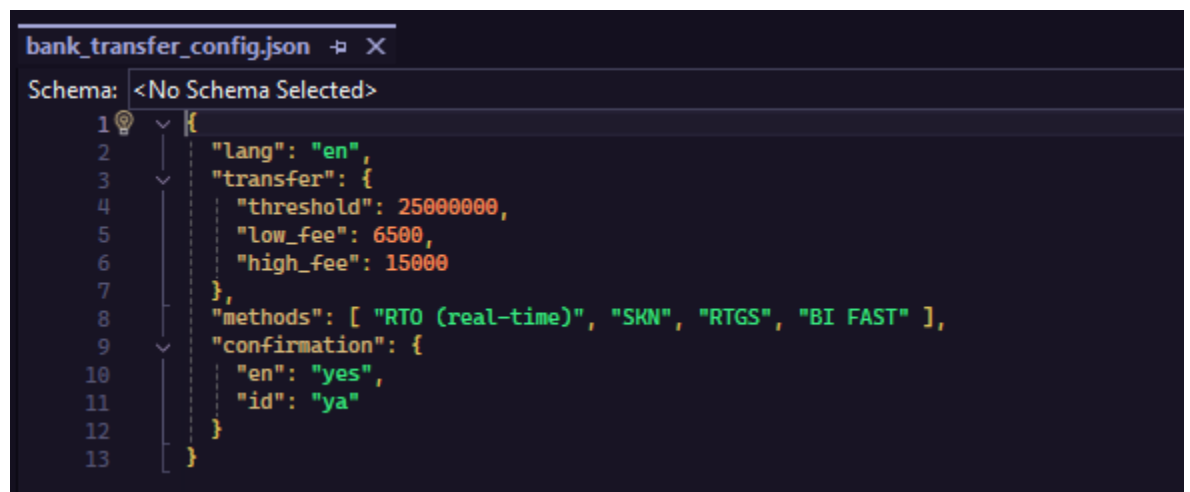 bank_transfer_config.json
Schema: <No Schema Selected>
1 {
2 "lang": "en",
3 "transfer": {
4 "threshold": 25000000,
5 "low_fee": 6500,
6 "high_fee": 15000
7 },
8 "methods": [ "RTO (real-time)", "SKN", "RTGS", "BI FAST" ],
9 "confirmation": {
10 "en": "yes",
11 "id": "ya"
12 }
13 }